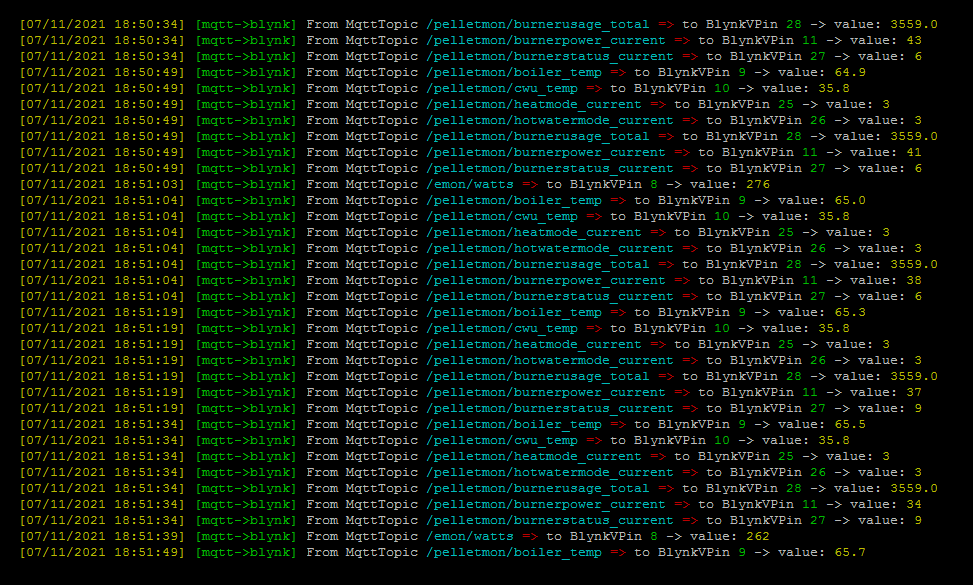 [07/11/2021 18:50:34] [mqtt->blynk] From MqttTopic /pelletmon/burnerusage_total => to BlynkVPin 28 -> value: 3559.0
[07/11/2021 18:50:34] [mqtt->blynk] From MqttTopic /pelletmon/burnerpower_current => to BlynkVPin 11 -> value: 43
[07/11/2021 18:50:34] [mqtt->blynk] From MqttTopic /pelletmon/burnerstatus_current => to BlynkVPin 27 -> value: 6
[07/11/2021 18:50:49] [mqtt->blynk] From MqttTopic /pelletmon/boiler_temp => to BlynkVPin 9 -> value: 64.9
[07/11/2021 18:50:49] [mqtt->blynk] From MqttTopic /pelletmon/cwu_temp => to BlynkVPin 10 -> value: 35.8
[07/11/2021 18:50:49] [mqtt->blynk] From MqttTopic /pelletmon/heatmode_current => to BlynkVPin 25 -> value: 3
[07/11/2021 18:50:49] [mqtt->blynk] From MqttTopic /pelletmon/hotwatermode_current => to BlynkVPin 26 -> value: 3
[07/11/2021 18:50:49] [mqtt->blynk] From MqttTopic /pelletmon/burnerusage_total => to BlynkVPin 28 -> value: 3559.0
[07/11/2021 18:50:49] [mqtt->blynk] From MqttTopic /pelletmon/burnerpower_current => to BlynkVPin 11 -> value: 41
[07/11/2021 18:50:49] [mqtt->blynk] From MqttTopic /pelletmon/burnerstatus_current => to BlynkVPin 27 -> value: 6
[07/11/2021 18:51:03] [mqtt->blynk] From MqttTopic /emon/watts => to BlynkVPin 8 -> value: 276
[07/11/2021 18:51:04] [mqtt->blynk] From MqttTopic /pelletmon/boiler_temp => to BlynkVPin 9 -> value: 65.0
[07/11/2021 18:51:04] [mqtt->blynk] From MqttTopic /pelletmon/cwu_temp => to BlynkVPin 10 -> value: 35.8
[07/11/2021 18:51:04] [mqtt->blynk] From MqttTopic /pelletmon/heatmode_current => to BlynkVPin 25 -> value: 3
[07/11/2021 18:51:04] [mqtt->blynk] From MqttTopic /pelletmon/hotwatermode_current => to BlynkVPin 26 -> value: 3
[07/11/2021 18:51:04] [mqtt->blynk] From MqttTopic /pelletmon/burnerusage_total => to BlynkVPin 28 -> value: 3559.0
[07/11/2021 18:51:04] [mqtt->blynk] From MqttTopic /pelletmon/burnerpower_current => to BlynkVPin 11 -> value: 38
[07/11/2021 18:51:04] [mqtt->blynk] From MqttTopic /pelletmon/burnerstatus_current => to BlynkVPin 27 -> value: 6
[07/11/2021 18:51:19] [mqtt->blynk] From MqttTopic /pelletmon/boiler_temp => to BlynkVPin 9 -> value: 65.3
[07/11/2021 18:51:19] [mqtt->blynk] From MqttTopic /pelletmon/cwu_temp => to BlynkVPin 10 -> value: 35.8
[07/11/2021 18:51:19] [mqtt->blynk] From MqttTopic /pelletmon/heatmode_current => to BlynkVPin 25 -> value: 3
[07/11/2021 18:51:19] [mqtt->blynk] From MqttTopic /pelletmon/hotwatermode_current => to BlynkVPin 26 -> value: 3
[07/11/2021 18:51:19] [mqtt->blynk] From MqttTopic /pelletmon/burnerusage_total => to BlynkVPin 28 -> value: 3559.0
[07/11/2021 18:51:19] [mqtt->blynk] From MqttTopic /pelletmon/burnerpower_current => to BlynkVPin 11 -> value: 37
[07/11/2021 18:51:19] [mqtt->blynk] From MqttTopic /pelletmon/burnerstatus_current => to BlynkVPin 27 -> value: 9
[07/11/2021 18:51:34] [mqtt->blynk] From MqttTopic /pelletmon/boiler_temp => to BlynkVPin 9 -> value: 65.5
[07/11/2021 18:51:34] [mqtt->blynk] From MqttTopic /pelletmon/cwu_temp => to BlynkVPin 10 -> value: 35.8
[07/11/2021 18:51:34] [mqtt->blynk] From MqttTopic /pelletmon/heatmode_current => to BlynkVPin 25 -> value: 3
[07/11/2021 18:51:34] [mqtt->blynk] From MqttTopic /pelletmon/hotwatermode_current => to BlynkVPin 26 -> value: 3
[07/11/2021 18:51:34] [mqtt->blynk] From MqttTopic /pelletmon/burnerusage_total => to BlynkVPin 28 -> value: 3559.0
[07/11/2021 18:51:34] [mqtt->blynk] From MqttTopic /pelletmon/burnerpower_current => to BlynkVPin 11 -> value: 34
[07/11/2021 18:51:34] [mqtt->blynk] From MqttTopic /pelletmon/burnerstatus_current => to BlynkVPin 27 -> value: 9
[07/11/2021 18:51:39] [mqtt->blynk] From MqttTopic /emon/watts => to BlynkVPin 8 -> value: 262
[07/11/2021 18:51:49] [mqtt->blynk] From MqttTopic /pelletmon/boiler_temp => to BlynkVPin 9 -> value: 65.7